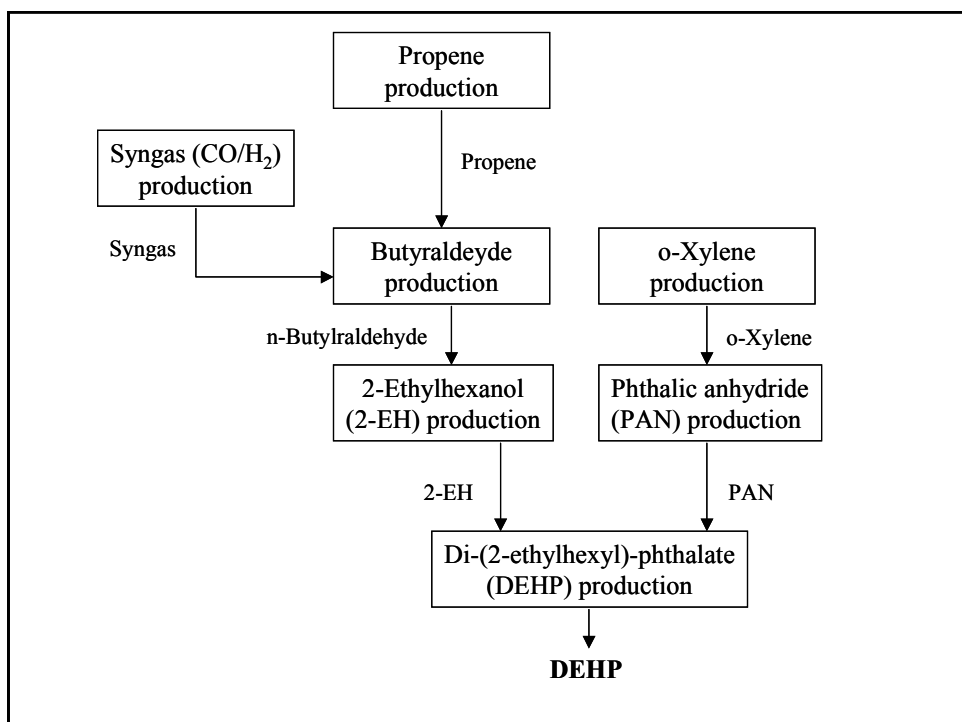 Propene
production
Syngas (CO/H₂)
production
Propene
Syngas
Butyraldeyde
production
o-Xylene
production
n-Butylraldehyde
o-Xylene
2-Ethylhexanol
(2-EH) production
Phthalic anhydride
(PAN) production
2-EH
PAN
Di-(2-ethylhexyl)-phthalate
(DEHP) production
DEHP